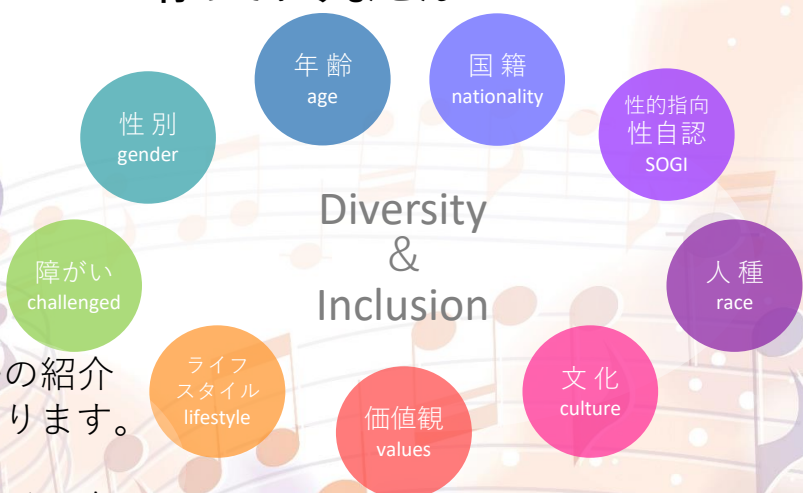 年 齢
age
国 籍
nationality
性 別
gender
性的指向
性自認
SOGI
Diversity
&
Inclusion
障がい
challenged
人 種
race
の紹介
ります。
ライフ
スタイル
lifestyle
価値観
values
文 化
culture